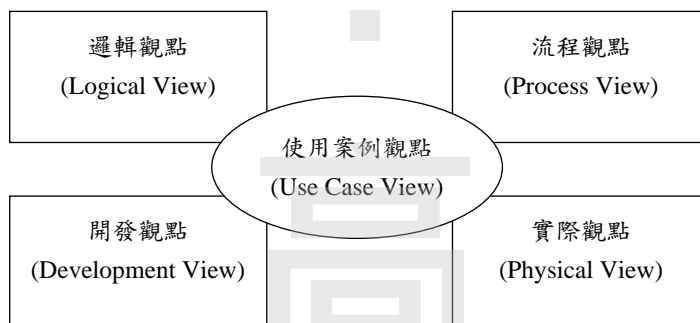 邏輯觀點
(Logical View)
流程觀點
(Process View)
使用案例觀點
(Use Case View)
開發觀點
(Development View)
實際觀點
(Physical View)